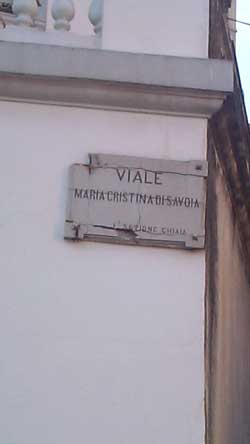 VIALE
MARIA CRISTINA DI SAVOIA
SEZIONE CHIAIA